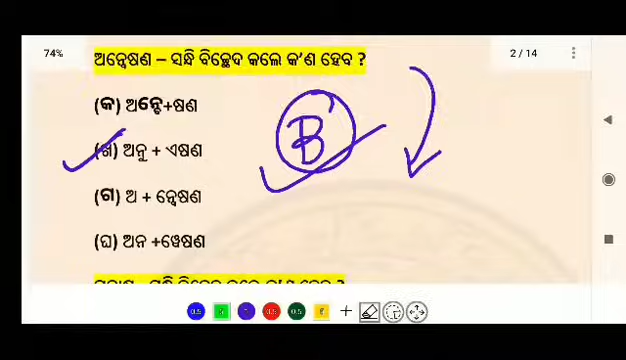 74%
2 / 14
ଅନ୍ୱେଷଣ – ସନ୍ଧି ବିଚ୍ଛେଦ କଲେ କ'ଣ ହେବ ?
(କ) ଅନ୍ଵେ+ଷଣ
(ଖ) ଅନୁ + ଏଷଣ
B
(ଗ) ଅ + ନ୍ୱେଷଣ
(ଘ) ଅନ +ୱେଷଣ